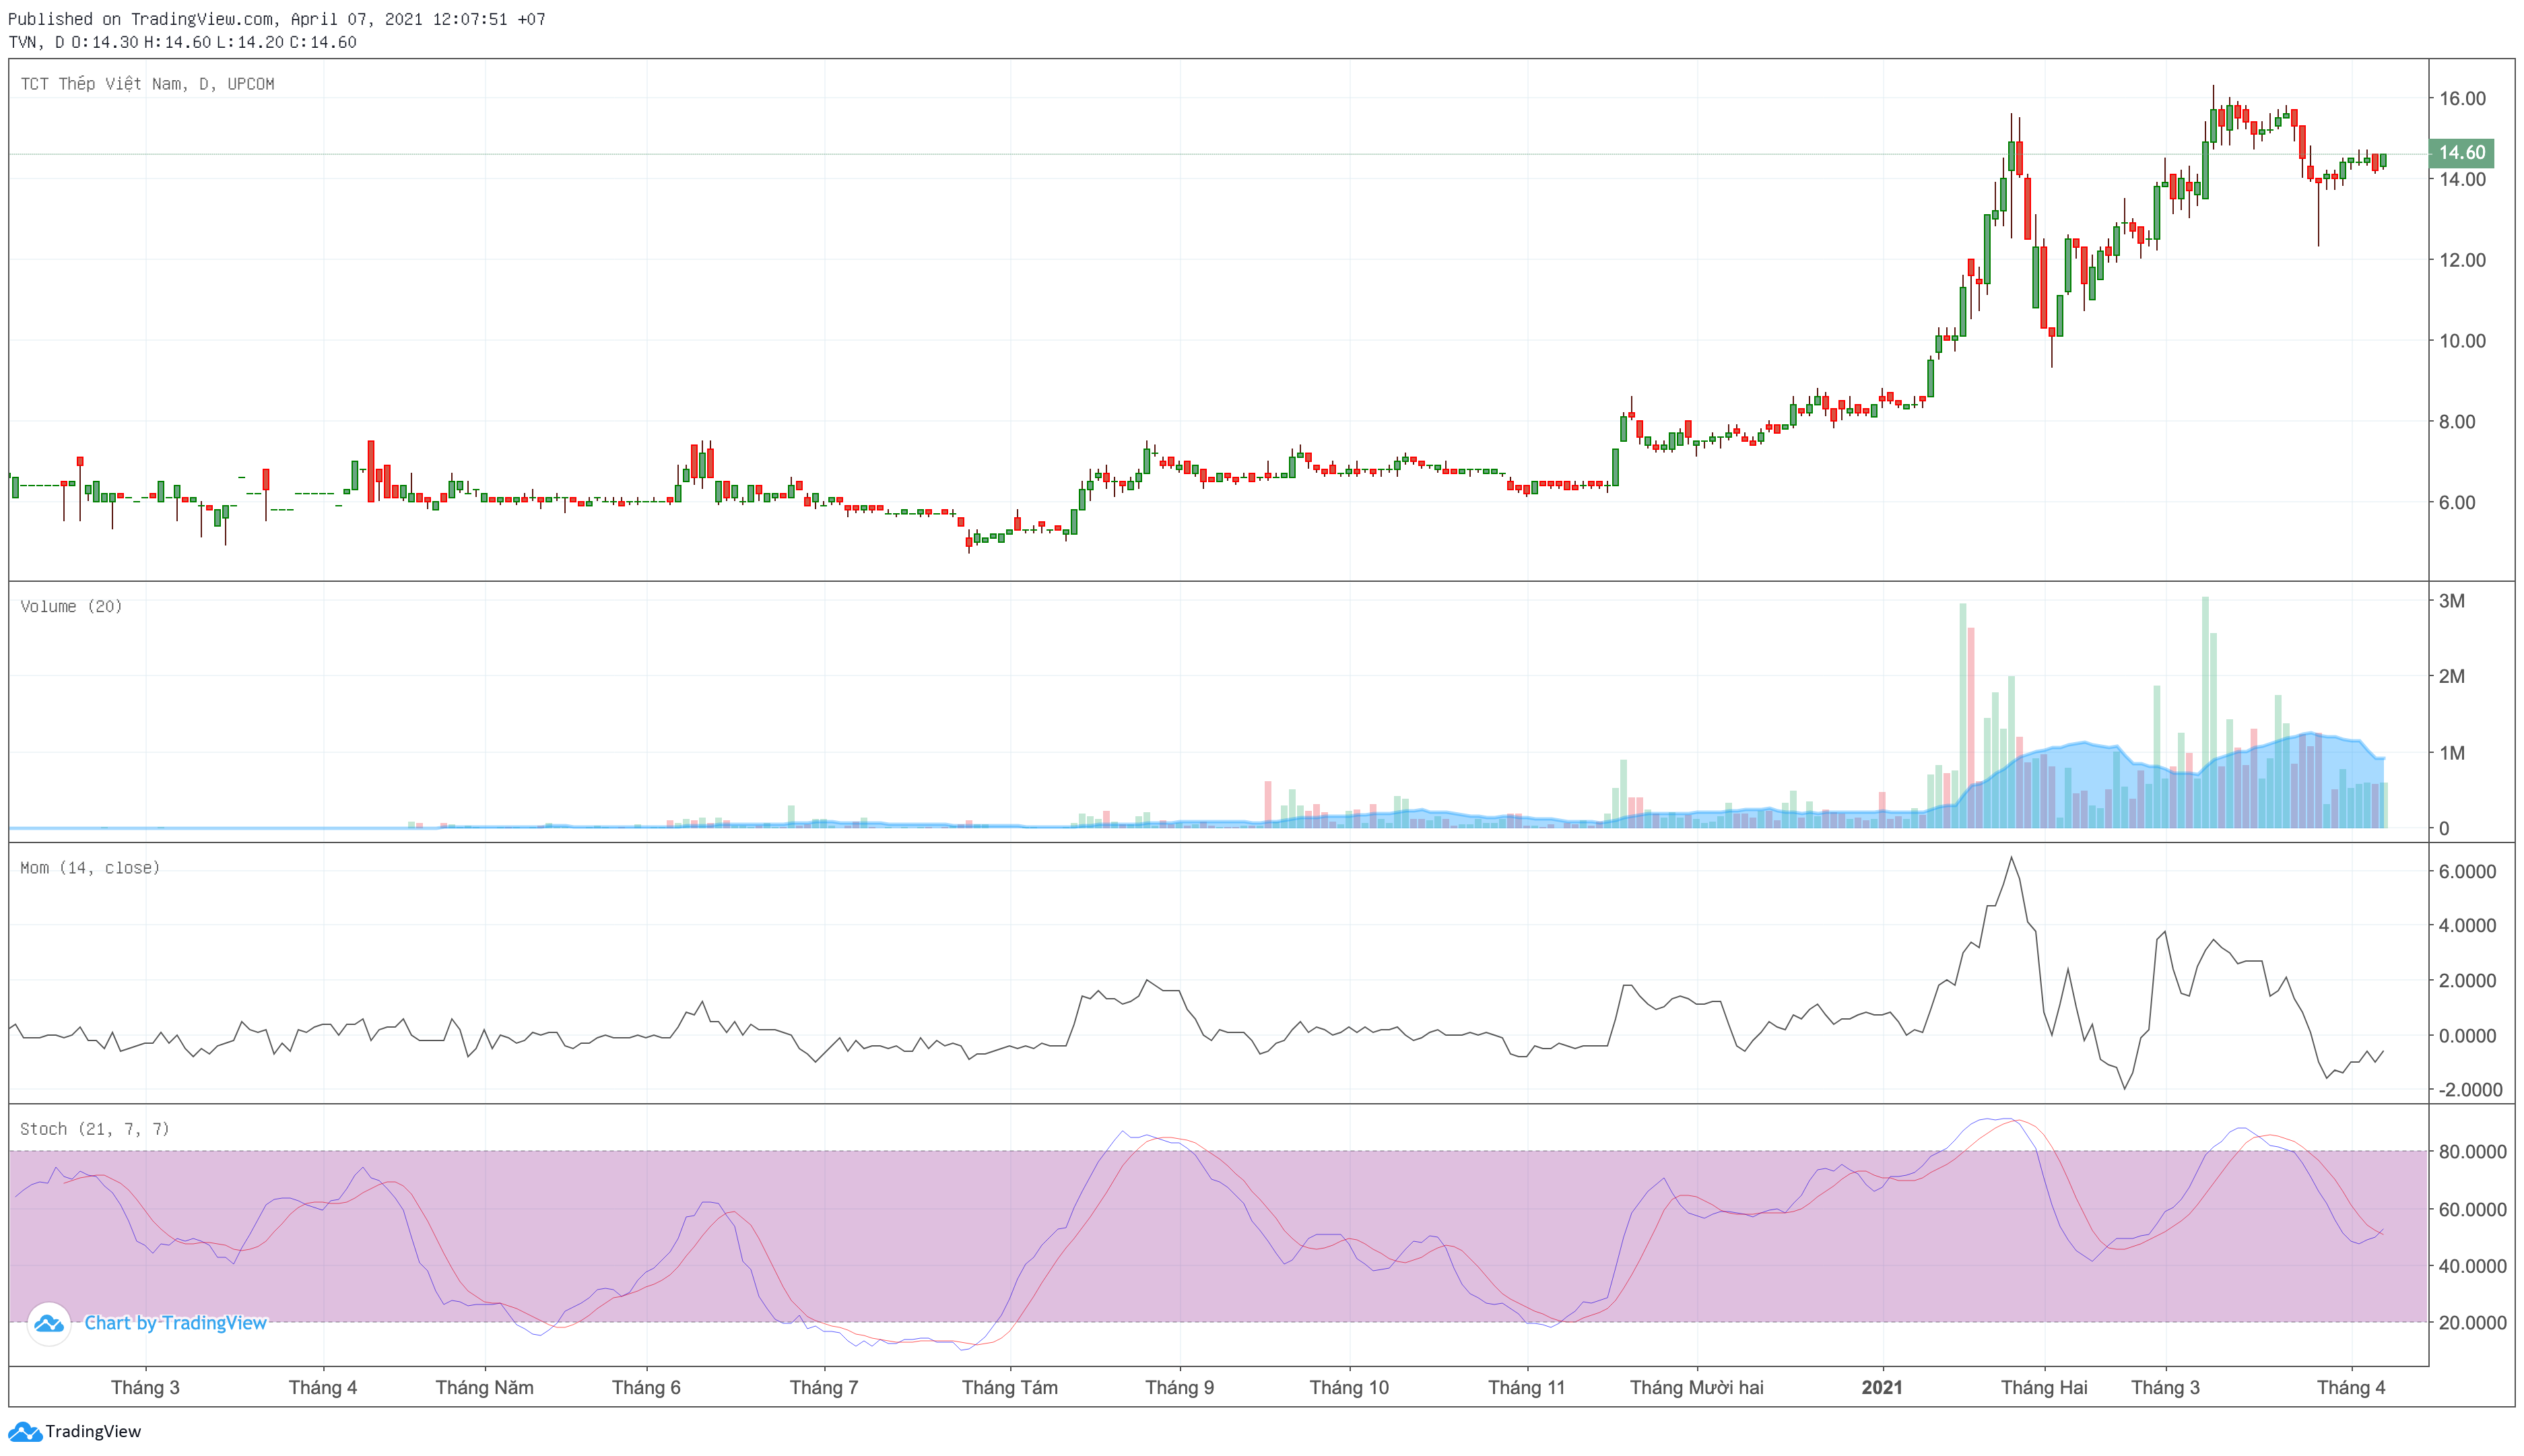 Published on TradingView.com, April 07, 2021 12:07:51 +07
TVN, D O:14.30 H:14.60 L:14.20 C:14.60
TCT Thép Việt Nam, D, UPCOM
16.00
14.60
14.00
12.00
10.00
8.00
6.00
Volume (20)
3M
2M
1M
0
Mom (14, close)
6.0000
4.0000
2.0000
0.0000
-2.0000
Stoch (21, 7, 7)
80.0000
60.0000
40.0000
20.0000
Chart by TradingView
Tháng 3 Tháng 4 Tháng Năm Tháng 6 Tháng 7 Tháng Tám Tháng 9 Tháng 10 Tháng 11 Tháng Mười hai 2021 Tháng Hai Tháng 3 Tháng 4
TradingView